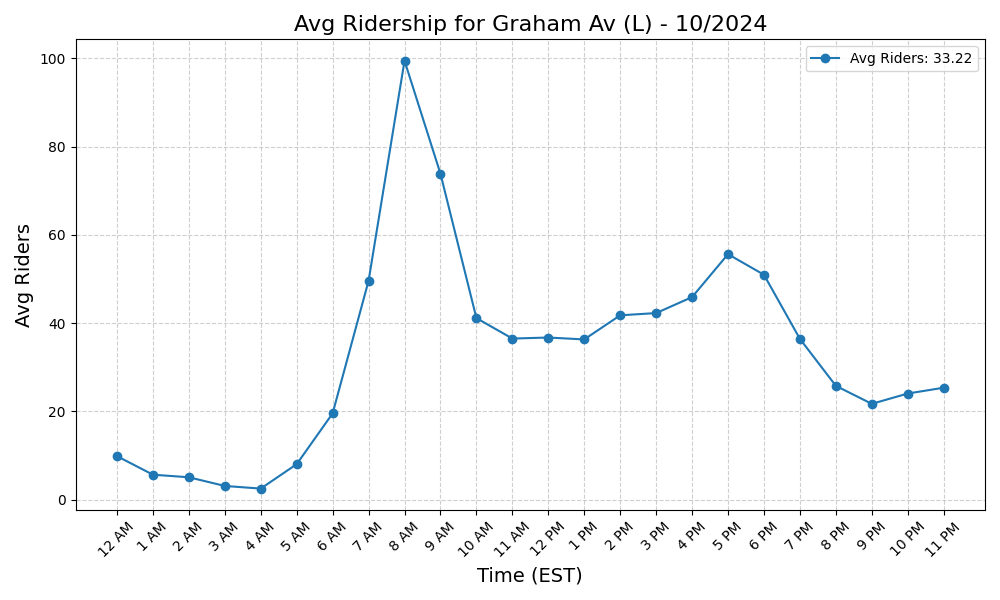 Avg Ridership for Graham Av (L) - 10/2024
Avg Riders: 33.22
Avg Riders
100
80
60
40
20
0
12 AM
1 AM
2 AM
3 AM
4 AM
5 AM
6 AM
7 AM
8 AM
9 AM
10 AM
11 AM
12 PM
1 PM
2 PM
3 PM
4 PM
5 PM
6 PM
7 PM
8 PM
9 PM
10 PM
11 PM
Time (EST)